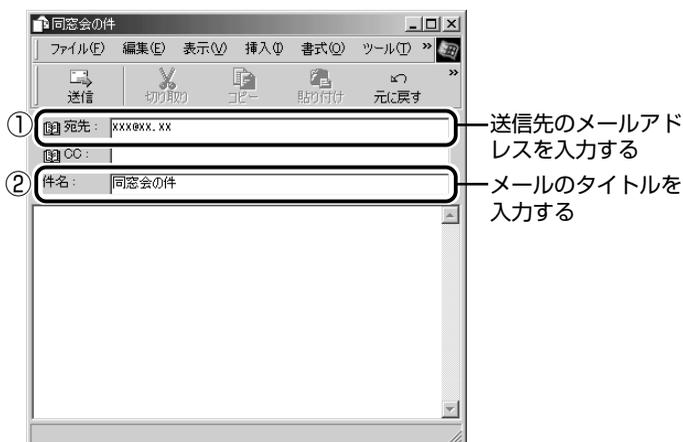 同窓会の件
ファイル(F) 編集(E) 表示(V) 挿入(I) 書式(O) ツール(T) »
送信 切り取り コピー 貼り付け 元に戻す »
① 宛先: xxx@xx.xx
送信先のメールアド
レスを入力する
CC:
② 件名: 同窓会の件
メールのタイトルを
入力する